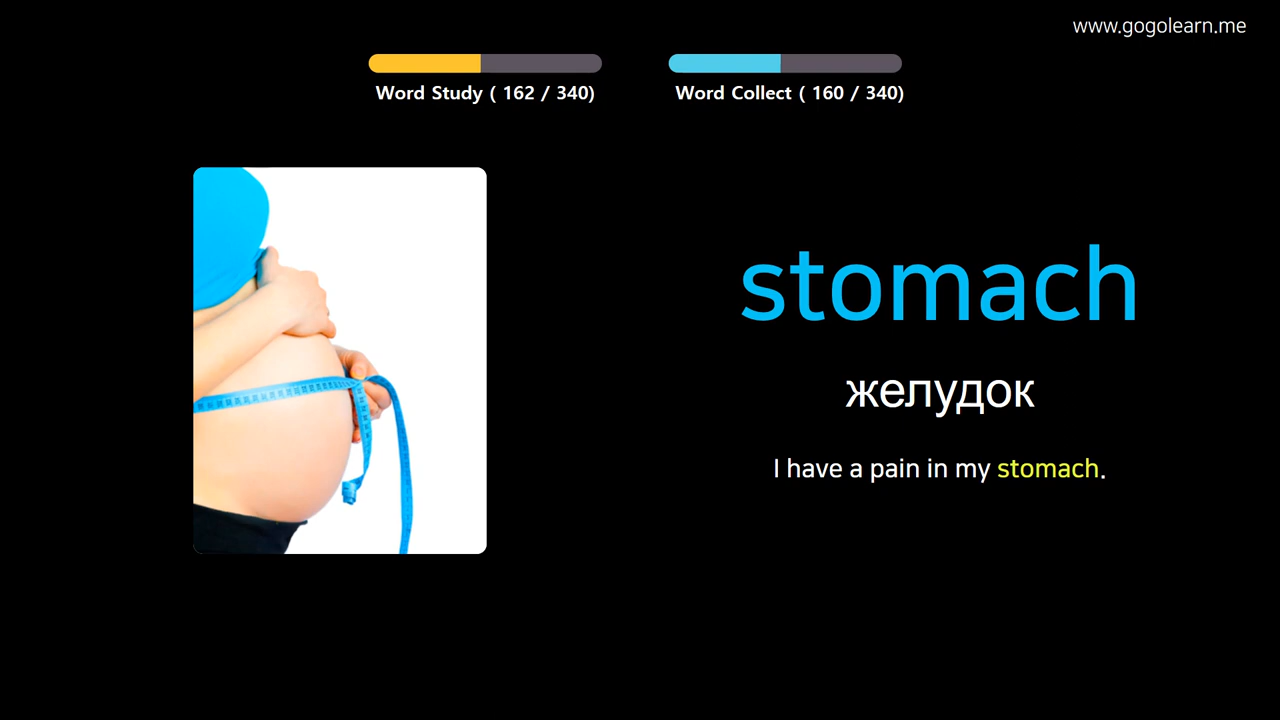 www.gogolearn.me
Word Study ( 162 / 340)
Word Collect ( 160 / 340)
stomach
желудок
I have a pain in my stomach.